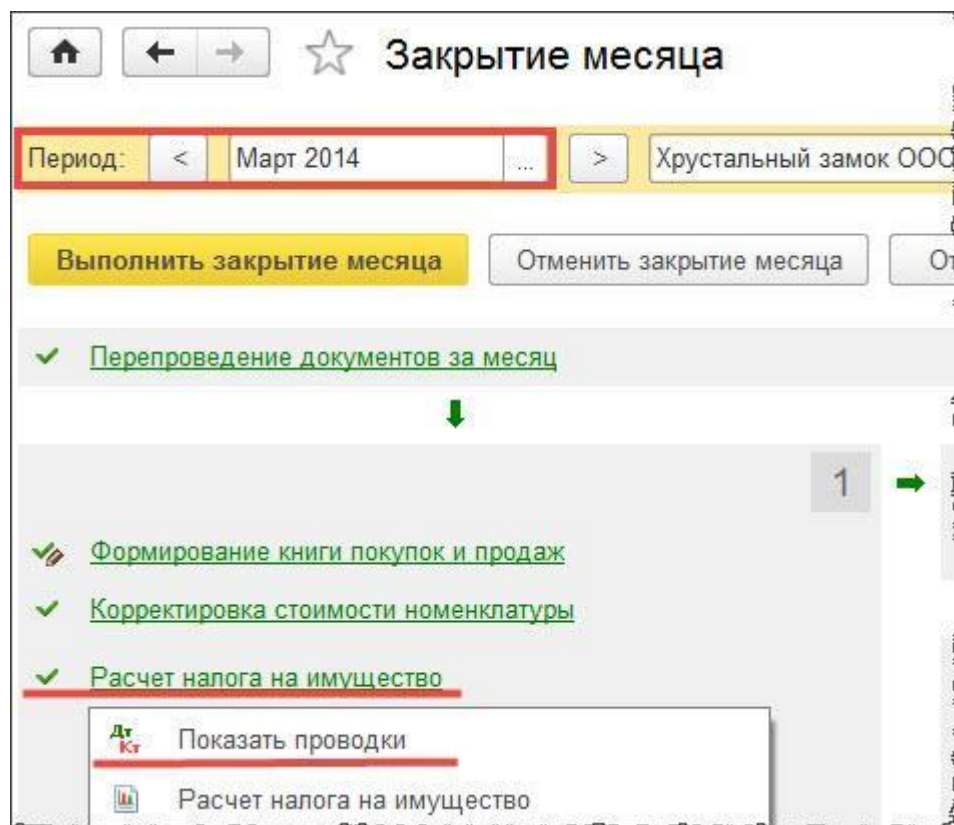 Закрытие месяца
Период: < Март 2014 ... > Хрустальный замок ООО
Выполнить закрытие месяца Отменить закрытие месяца
Перепроведение документов за месяц
1
Формирование книги покупок и продаж
Корректировка стоимости номенклатуры
Расчет налога на имущество
Дт Кт Показать проводки
Расчет налога на имущество